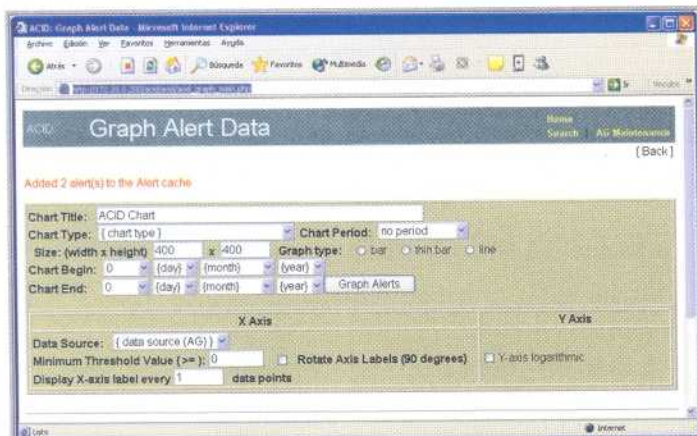 ACID: Graph Alert Data - Microsoft Internet Explorer
Archivo Edición Ver Favoritos Herramientas Ayuda
Atrás Búsqueda Favoritos Multimedia
Dirección Ir Vínculos
ACID Graph Alert Data Home
Search | AG Maintenance
[Back]
Added 2 alert(s) to the Alert cache
Chart Title: ACID Chart
Chart Type: { chart type } Chart Period: no period
Size: (width x height) 400 x 400 Graph type: bar thin bar line
Chart Begin: 0 {day} {month} {year}
Chart End: 0 {day} {month} {year} Graph Alerts
X Axis Y Axis
Data Source: { data source (AG) }
Minimum Threshold Value (>= ): 0 Rotate Axis Labels (90 degrees) Y-axis logarithmic
Display X-axis label every 1 data points
Listo Internet